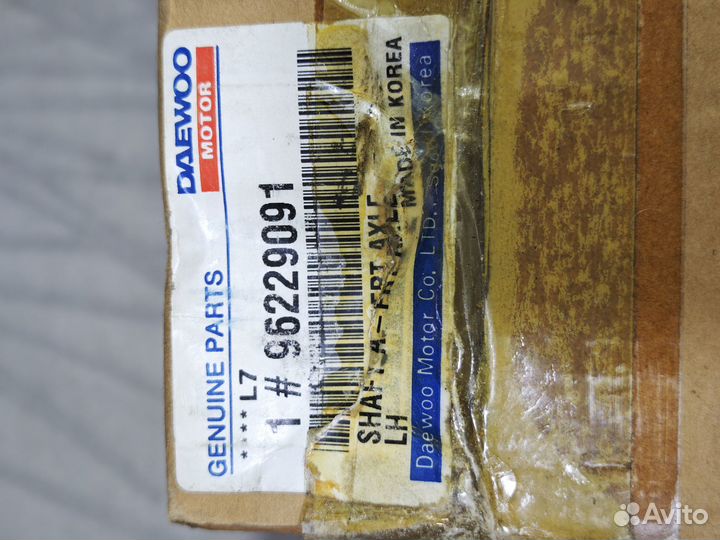 DAEWOO
MOTOR
GENUINE PARTS
**** L7
1 # 96229091
SHAFT A-FRT AXLE
LH
MADE IN KOREA
Daewoo Motor Co; LTD., Korea
Avito